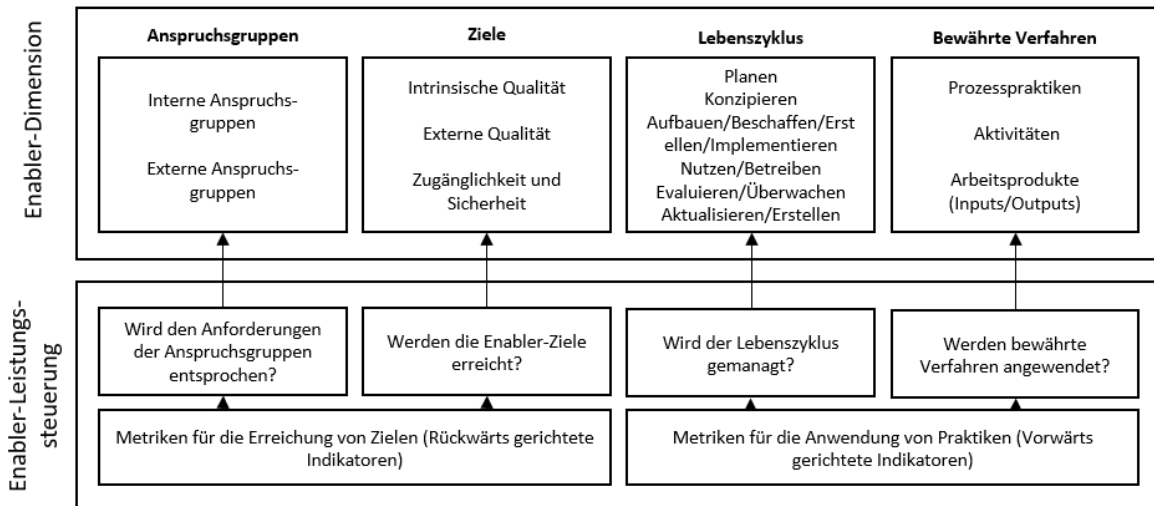 Enabler-Dimension
Anspruchsgruppen
Interne Anspruchs-
gruppen
Externe Anspruchs-
gruppen
Ziele
Intrinsische Qualität
Externe Qualität
Zugänglichkeit und
Sicherheit
Lebenszyklus
Planen
Konzipieren
Aufbauen/Beschaffen/Erst
ellen/Implementieren
Nutzen/Betreiben
Evaluieren/Überwachen
Aktualisieren/Erstellen
Bewährte Verfahren
Prozesspraktiken
Aktivitäten
Arbeitsprodukte
(Inputs/Outputs)
Enabler-Leistungs-
steuerung
Wird den Anforderungen
der Anspruchsgruppen
entsprochen?
Werden die Enabler-Ziele
erreicht?
Wird der Lebenszyklus
gemanagt?
Werden bewährte
Verfahren angewendet?
Metriken für die Erreichung von Zielen (Rückwärts gerichtete
Indikatoren)
Metriken für die Anwendung von Praktiken (Vorwärts
gerichtete Indikatoren)